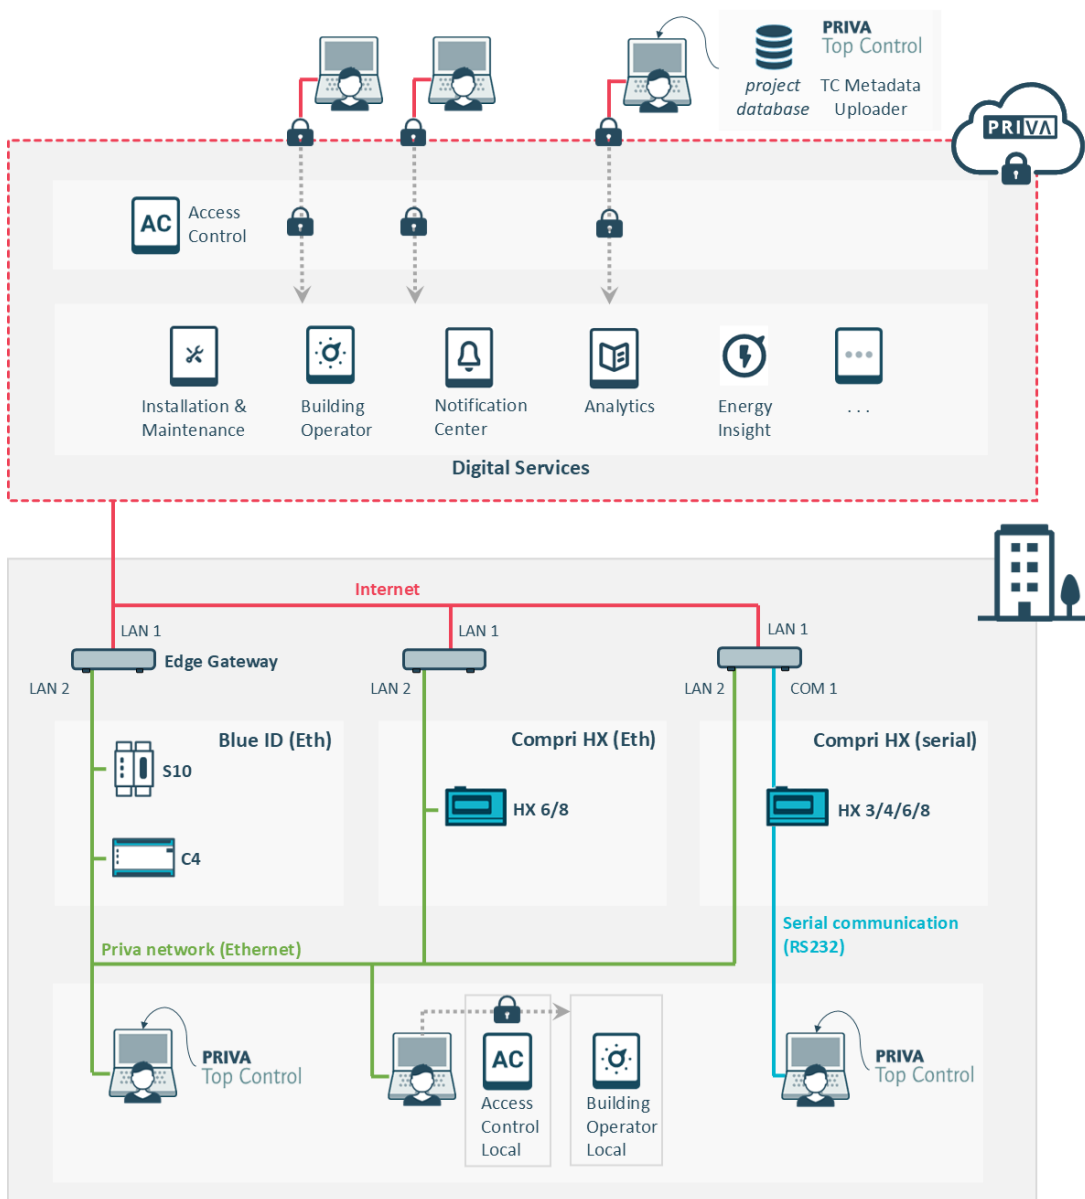 PRIVA
Top Control
project
database
TC Metadata
Uploader
PRIVA
AC
Access
Control
Installation &
Maintenance
Building
Operator
Notification
Center
Analytics
Energy
Insight
. . .
Digital Services
Internet
LAN 1
LAN 1
LAN 1
Edge Gateway
LAN 2
LAN 2
LAN 2
COM 1
Blue ID (Eth)
Compri HX (Eth)
Compri HX (serial)
S10
HX 6/8
HX 3/4/6/8
C4
Serial communication
(RS232)
Priva network (Ethernet)
PRIVA
Top Control
AC
Access
Control
Local
Building
Operator
Local
PRIVA
Top Control